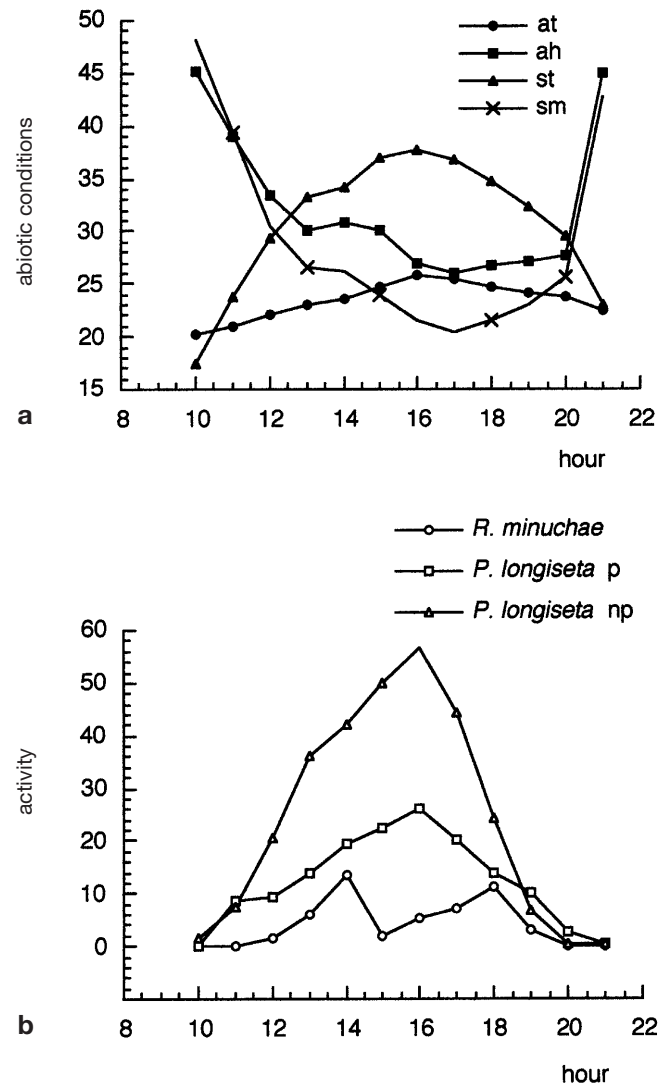 50
45
40
35
30
25
20
15
abiotic conditions
at
ah
st
sm
8 10 12 14 16 18 20 22
a
hour
R. minuchae
P. longiseta p
P. longiseta np
60
50
40
30
20
10
0
activity
8 10 12 14 16 18 20 22
b
hour